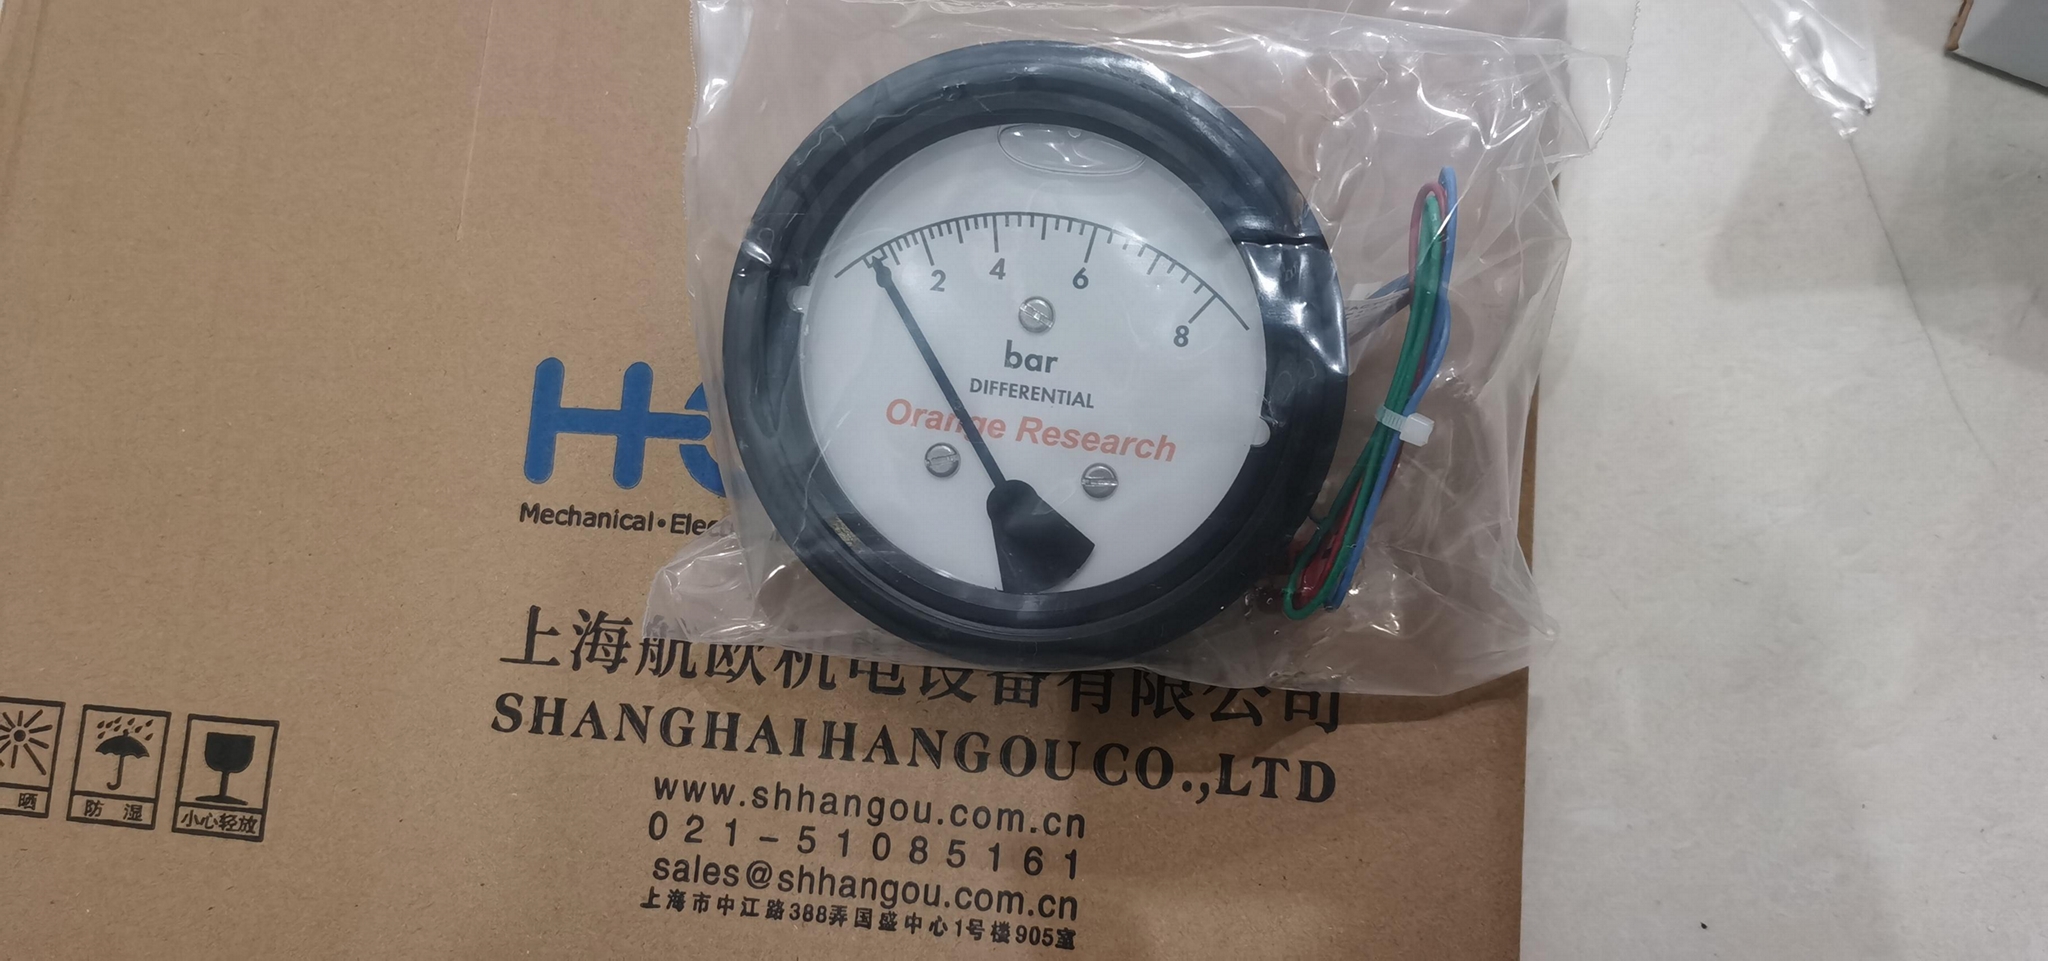 2 4 6 8
bar
DIFFERENTIAL
Orange Research
Mechanical•Elec
上海航欧机电设备有限公司
SHANGHAIHANGOU CO.,LTD
www.shhangou.com.cn
021-51085161
sales@shhangou.com.cn
上海市中江路388弄国盛中心1号楼905室
晒
防 湿
小心轻放